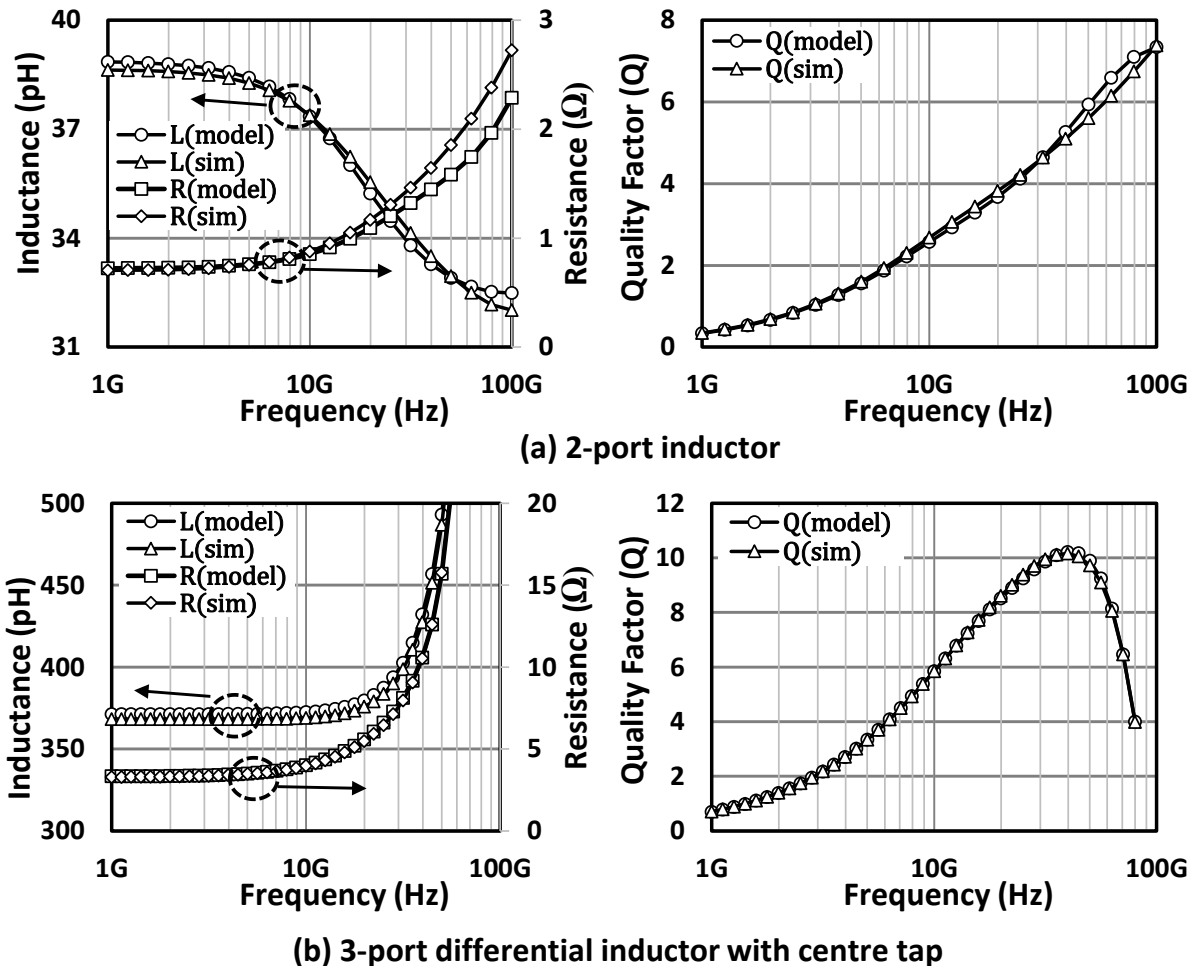 40
37
34
31
Inductance (pH)
3
2
1
0
Resistance (Ω)
L(model)
L(sim)
R(model)
R(sim)
1G
10G
100G
Frequency (Hz)
8
6
4
2
0
Quality Factor (Q)
Q(model)
Q(sim)
1G
10G
100G
Frequency (Hz)
(a) 2-port inductor
500
450
400
350
300
Inductance (pH)
20
15
10
5
0
Resistance (Ω)
L(model)
L(sim)
R(model)
R(sim)
1G
10G
100G
Frequency (Hz)
12
10
8
6
4
2
0
Quality Factor (Q)
Q(model)
Q(sim)
1G
10G
100G
Frequency (Hz)
(b) 3-port differential inductor with centre tap